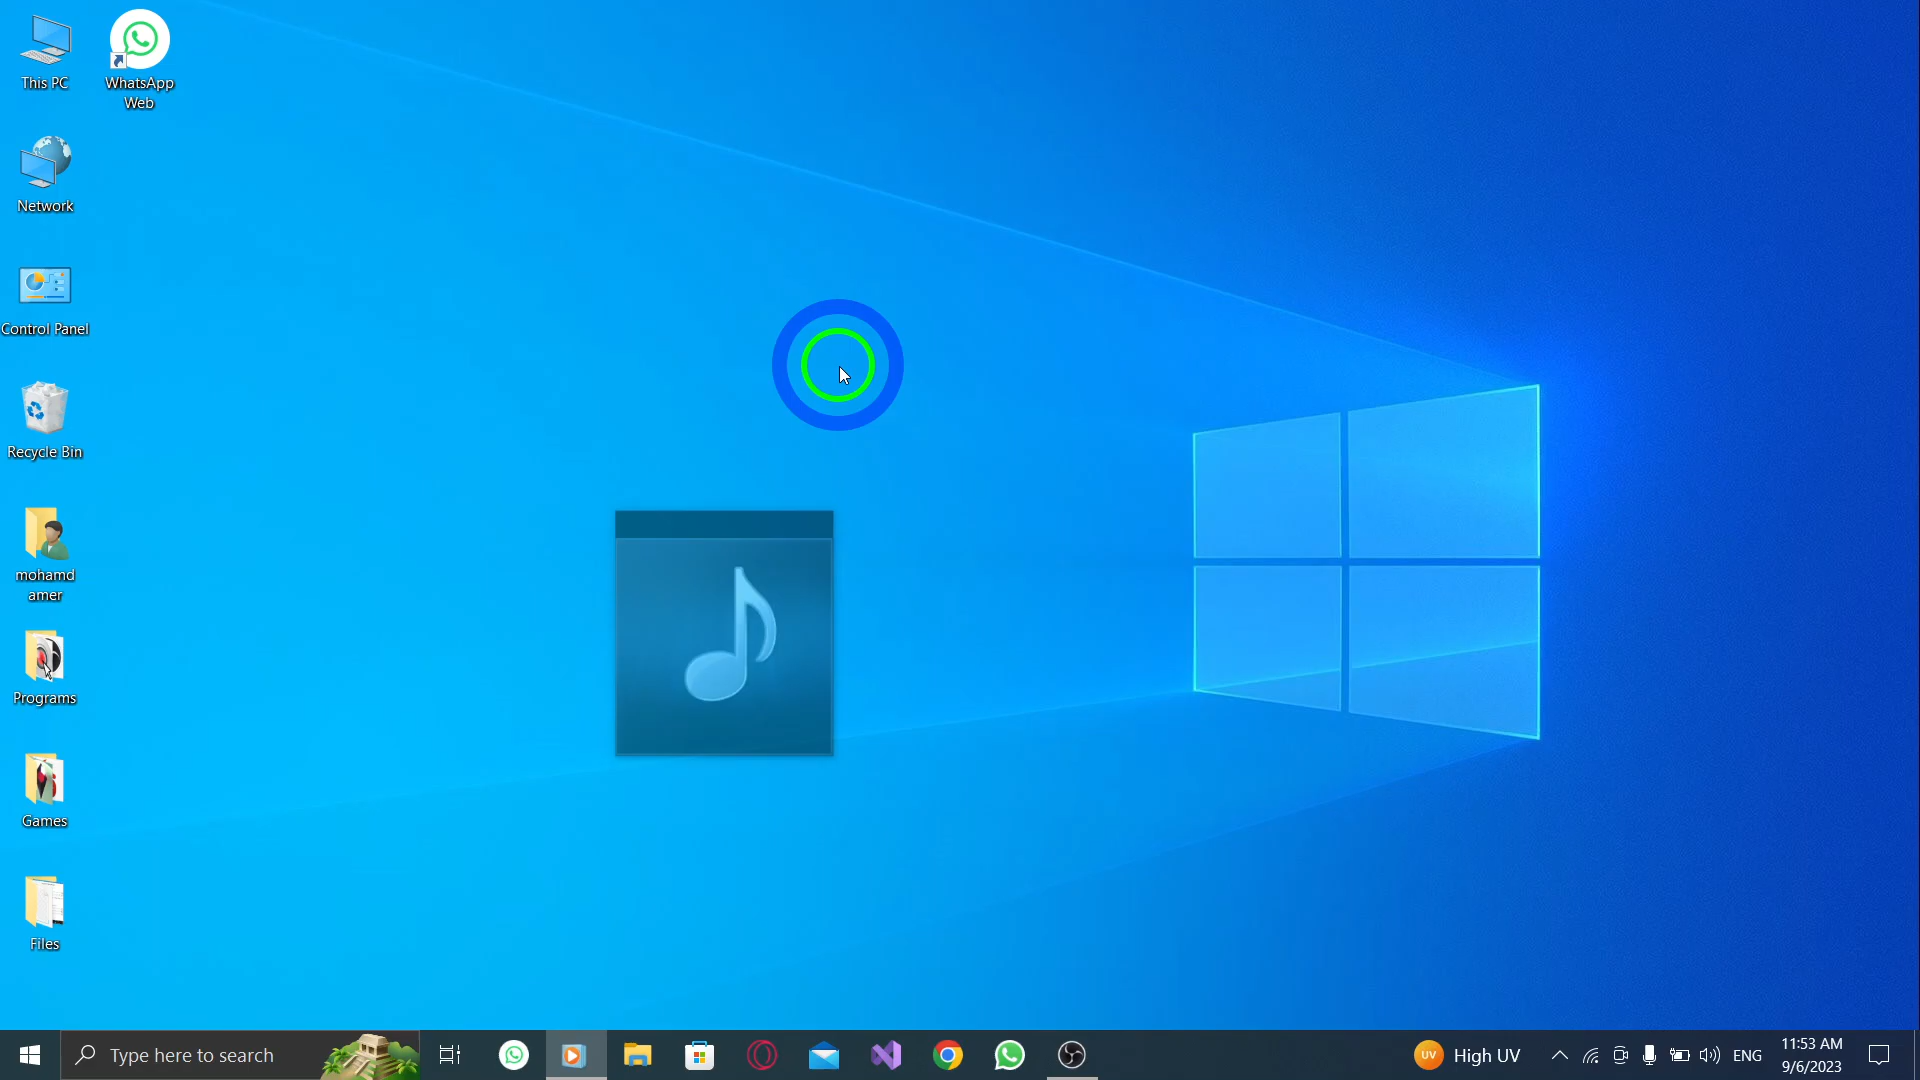 This PC
WhatsApp
Web
Network
Control Panel
Recycle Bin
mohamd
amer
Programs
Games
Files
Type here to search
UV
High UV
ENG
11:53 AM
9/6/2023